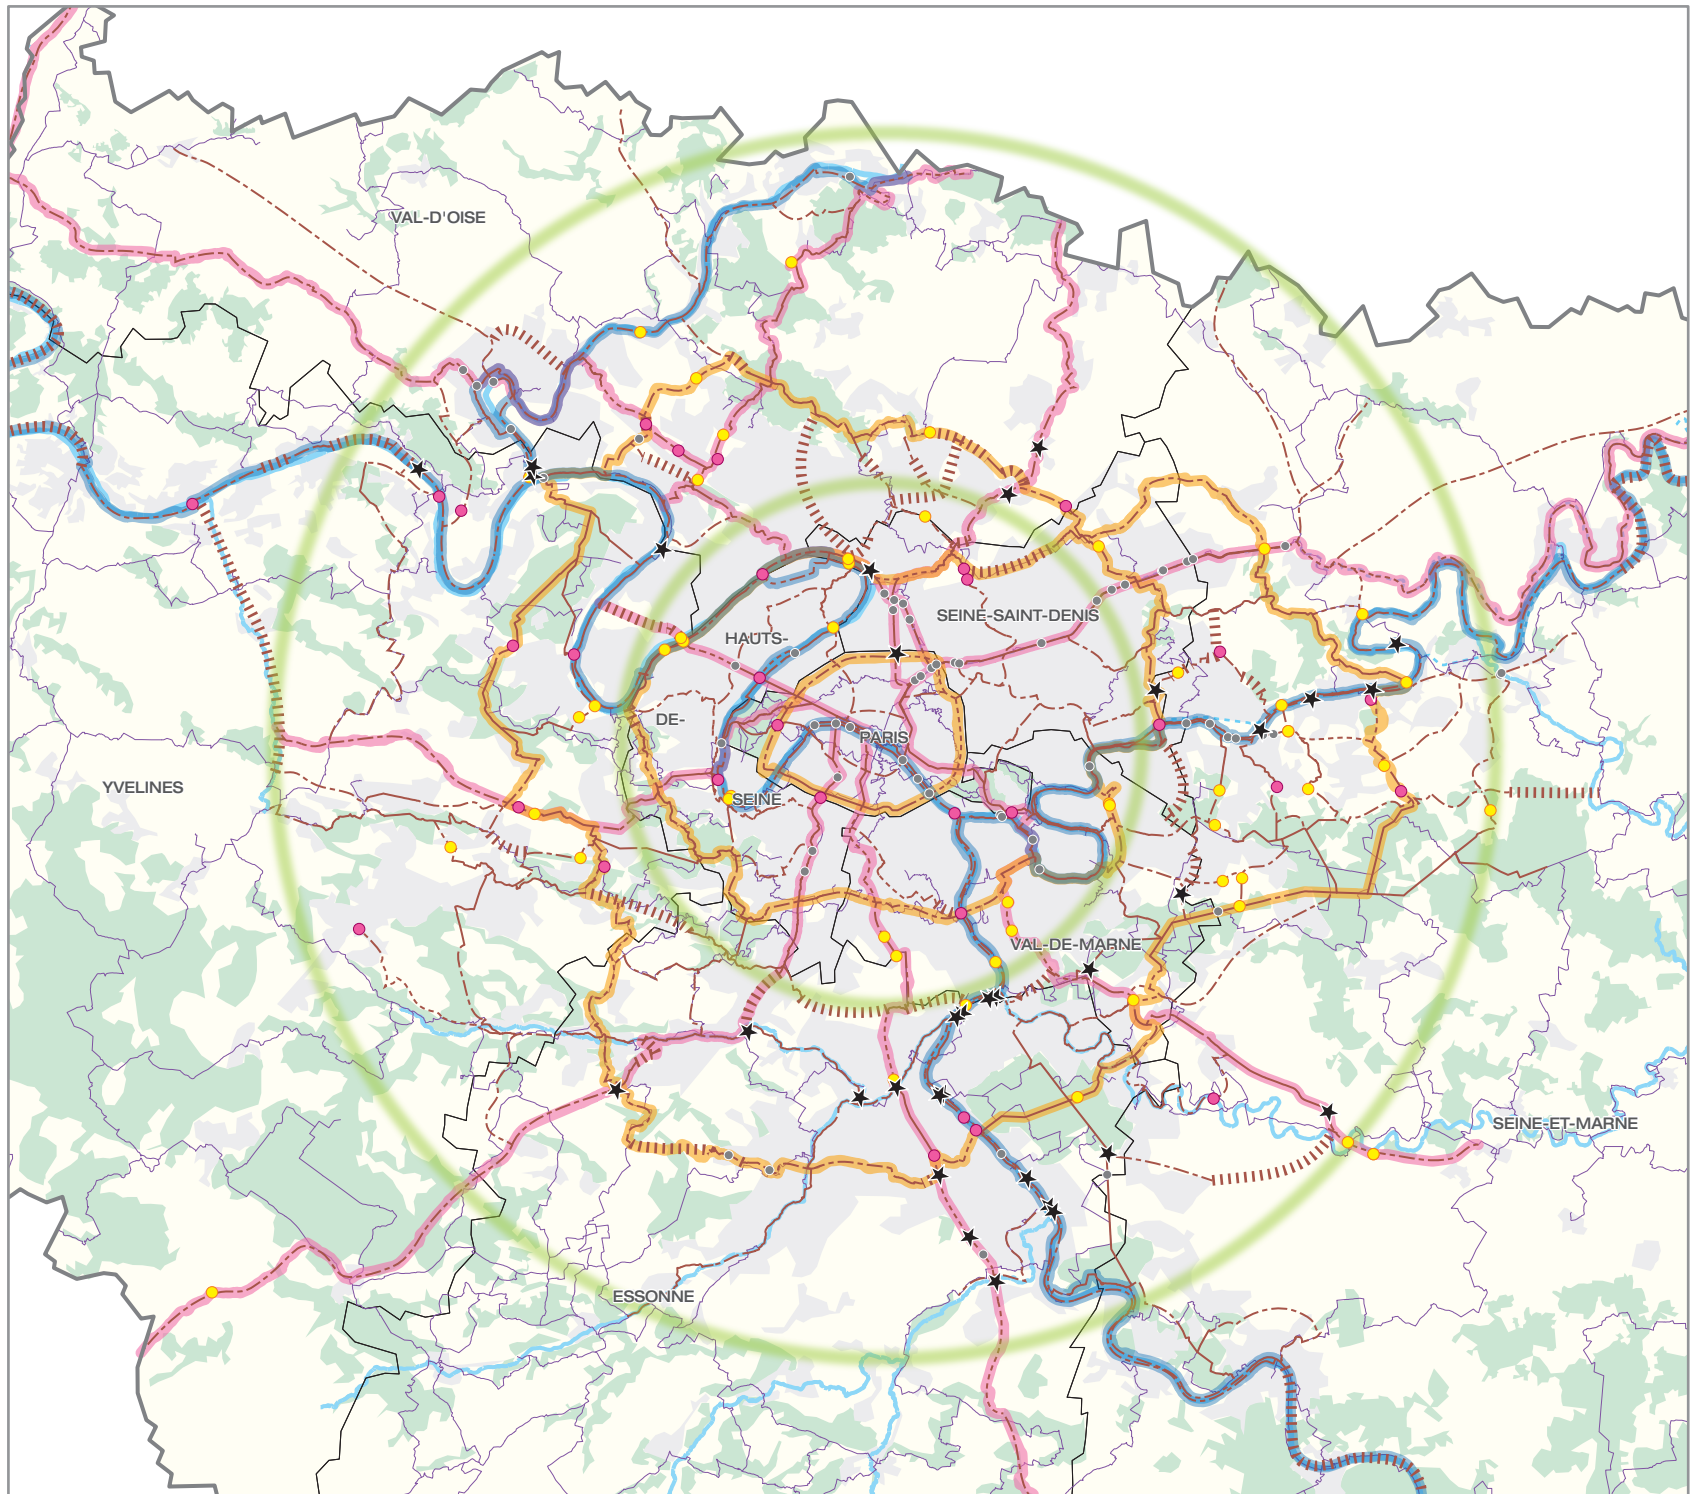 VAL-D'OISE
SEINE-SAINT-DENIS
HAUTS-
DE-
PARIS
YVELINES
SEINE
VAL-DE-MARNE
SEINE-ET-MARNE
ESSONNE